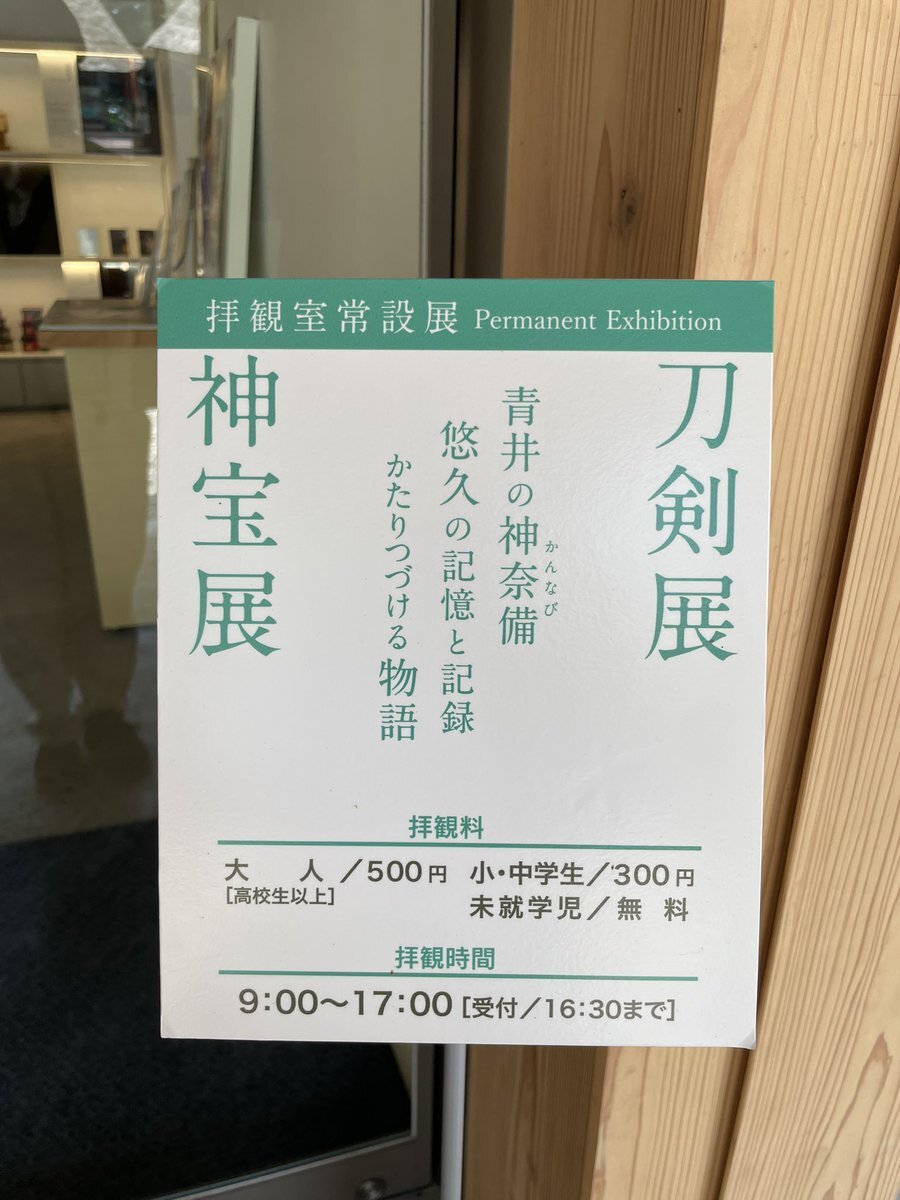 拝観室常設展 Permanent Exhibition
刀剣展
青井の神奈備
かんなび
悠久の記憶と記録
かたりつづける物語
神宝展
拝観料
大人/500円 小・中学生/300円
[高校生以上] 未就学児/無料
拝観時間
9:00〜17:00[受付/16:30まで]